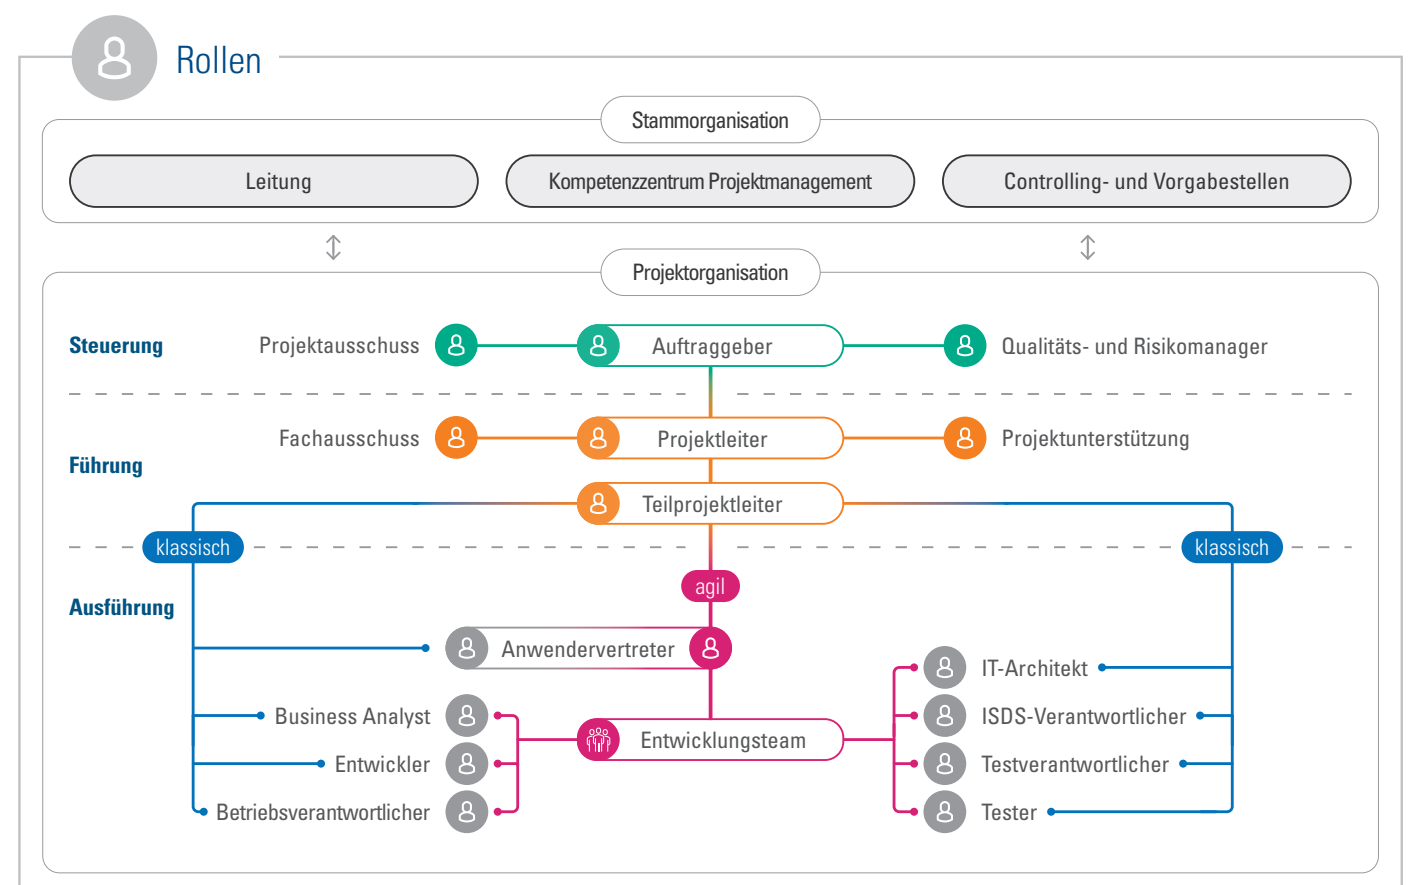 Rollen
Stammorganisation
Leitung
Kompetenzzentrum Projektmanagement
Controlling- und Vorgabestellen
Projektorganisation
Steuerung
Projektausschuss
Auftraggeber
Qualitäts- und Risikomanager
Fachausschuss
Projektleiter
Projektunterstützung
Führung
Teilprojektleiter
klassisch
klassisch
agil
Ausführung
Anwendervertreter
IT-Architekt
Business Analyst
ISDS-Verantwortlicher
Entwicklungsteam
Entwickler
Testverantwortlicher
Betriebsverantwortlicher
Tester